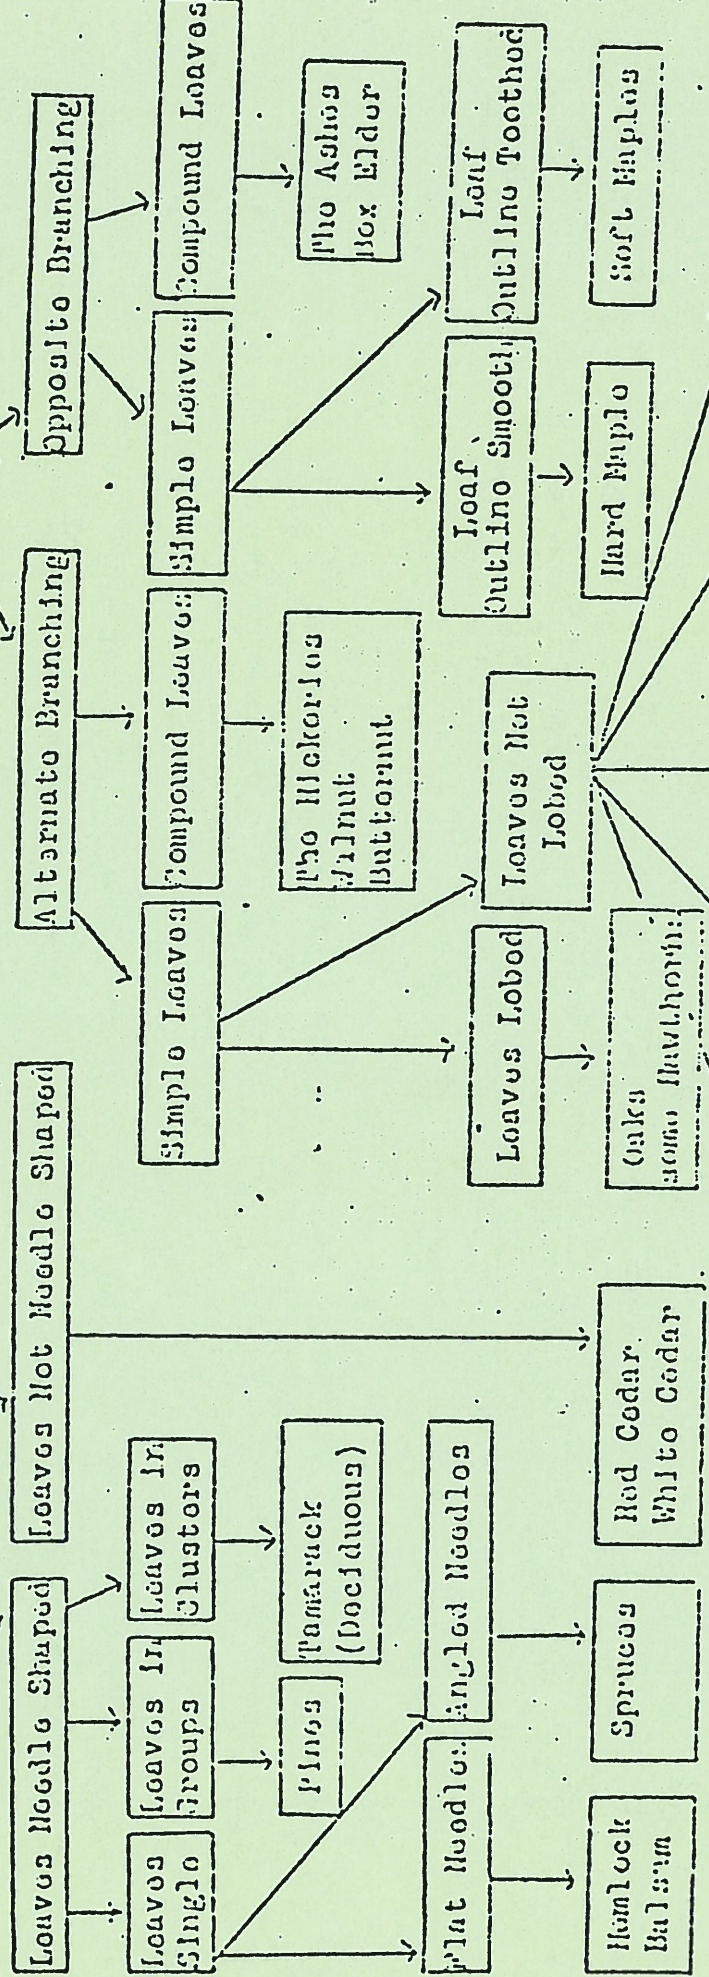 Leaves Needle Shaped
Leaves Not Needle Shaped
Alternate Branching
Opposite Branching
Leaves
Single
Leaves in
Groups
Leaves in
Clusters
Simple Leaves
Compound Leaves
Simple Leaves
Compound Leaves
Pines
Tamarack
(Deciduous)
The Hickories
Walnut
Butternut
The Ashes
Box Elder
Flat Needles
Angled Needles
Leaves Lobed
Leaves Not
Lobed
Leaf
Outline Smooth
Leaf
Outline Toothed
Hemlock
Balsam
Spruces
Red Cedar
White Cedar
Oaks
some Hawthorns
Hard Maple
Soft Maples